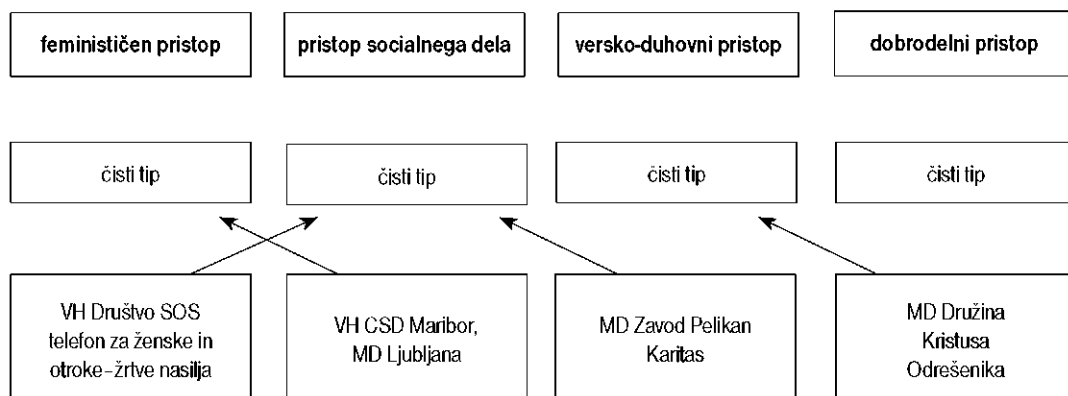 feminističen pristop
pristop socialnega dela
versko-duhovni pristop
dobrodelni pristop
čisti tip
čisti tip
čisti tip
čisti tip
VH Društvo SOS
telefon za ženske in
otroke–žrtve nasilja
VH CSD Maribor,
MD Ljubljana
MD Zavod Pelikan
Karitas
MD Družina
Kristusa
Odrešenika